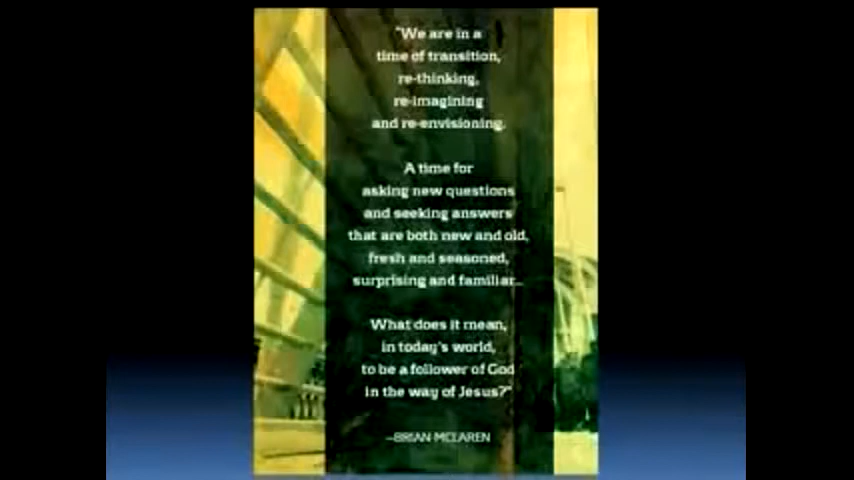 "We are in a
time of transition,
re-thinking,
re-imagining
and re-envisioning.
A time for
asking new questions
and seeking answers
that are both new and old,
fresh and seasoned,
surprising and familiar...
What does it mean,
in today's world,
to be a follower of God
in the way of Jesus?"
—BRIAN MCLAREN